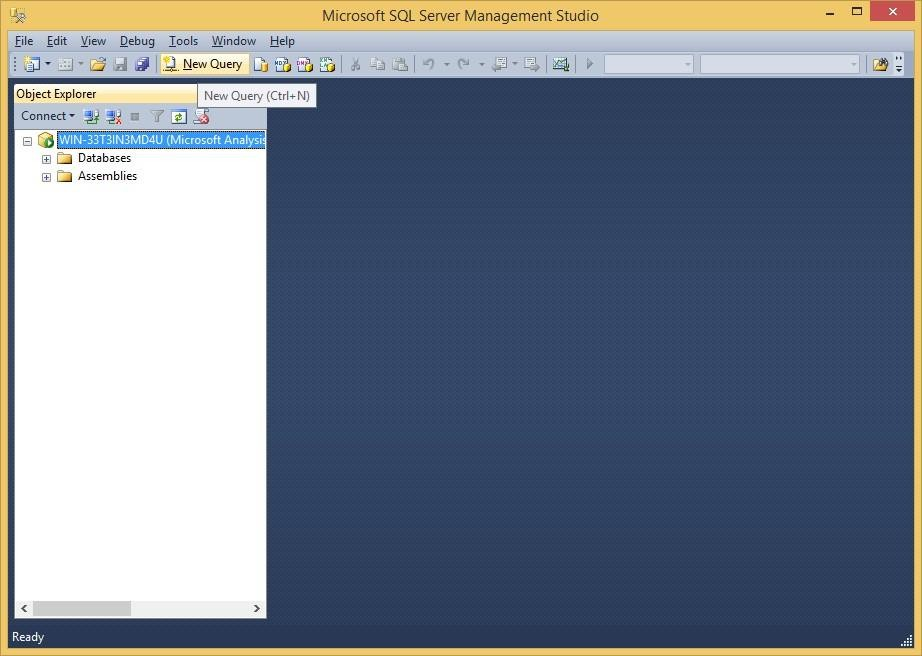 Microsoft SQL Server Management Studio
File Edit View Debug Tools Window Help
New Query
Object Explorer
New Query (Ctrl+N)
Connect
WIN-33T3IN3MD4U (Microsoft Analysis
Databases
Assemblies
Ready